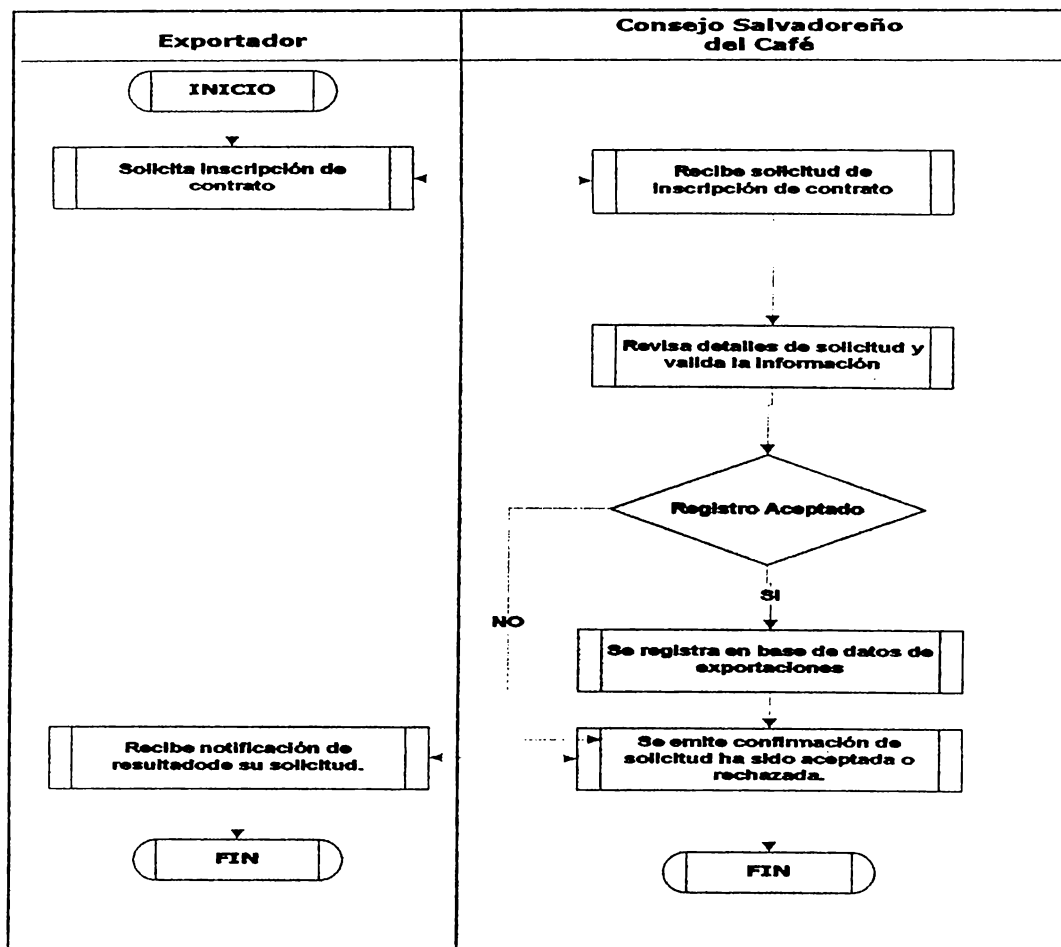 Exportador
Consejo Salvadoreño
del Café
INICIO
Solicita inscripción de
contrato
Recibe solicitud de
inscripción de contrato
Revisa detalles de solicitud y
valida la información
Registro Aceptado
SI
NO
Se registra en base de datos de
exportaciones
Recibe notificación de
resultadode su solicitud.
Se emite confirmación de
solicitud ha sido aceptada o
rechazada.
FIN
FIN